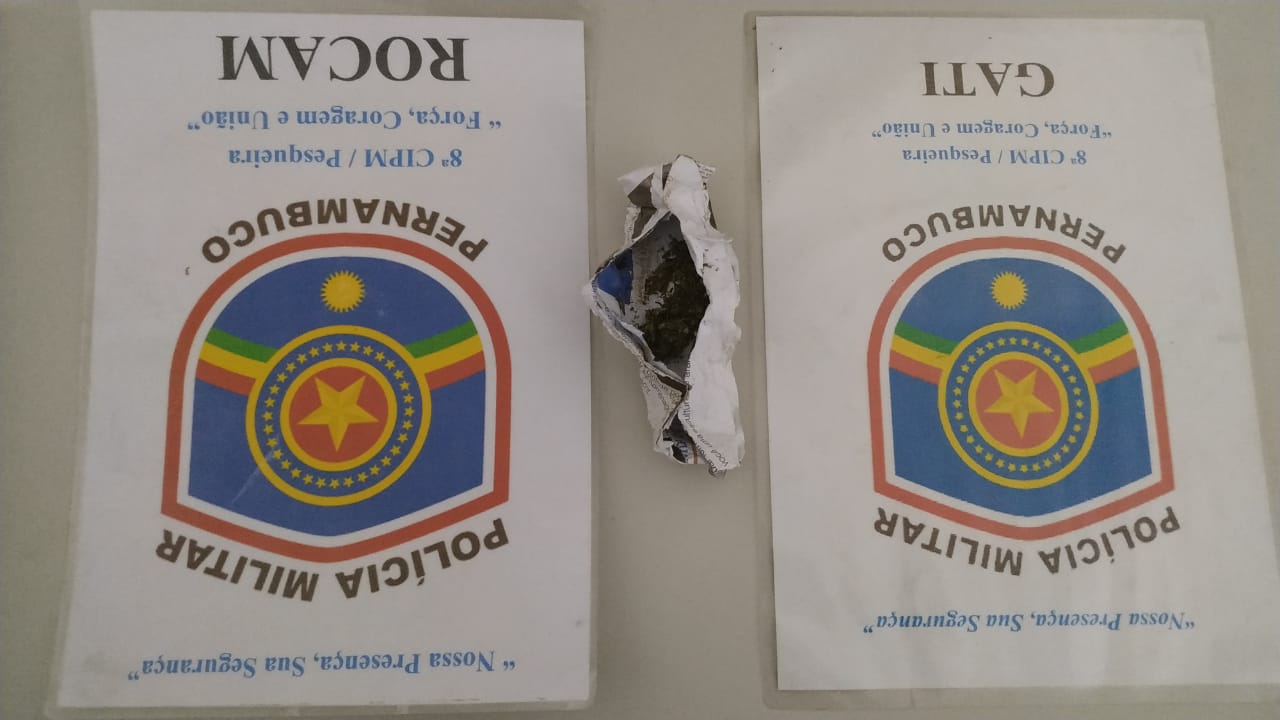 “Nossa Presença, Sua Segurança”
POLÍCIA MILITAR
PERNAMBUCO
8ª CIPM / Pesqueira
“Força, Coragem e União”
GATI
“ Nossa Presença, Sua Segurança”
POLÍCIA MILITAR
PERNAMBUCO
8ª CIPM / Pesqueira
“ Força, Coragem e União”
ROCAM